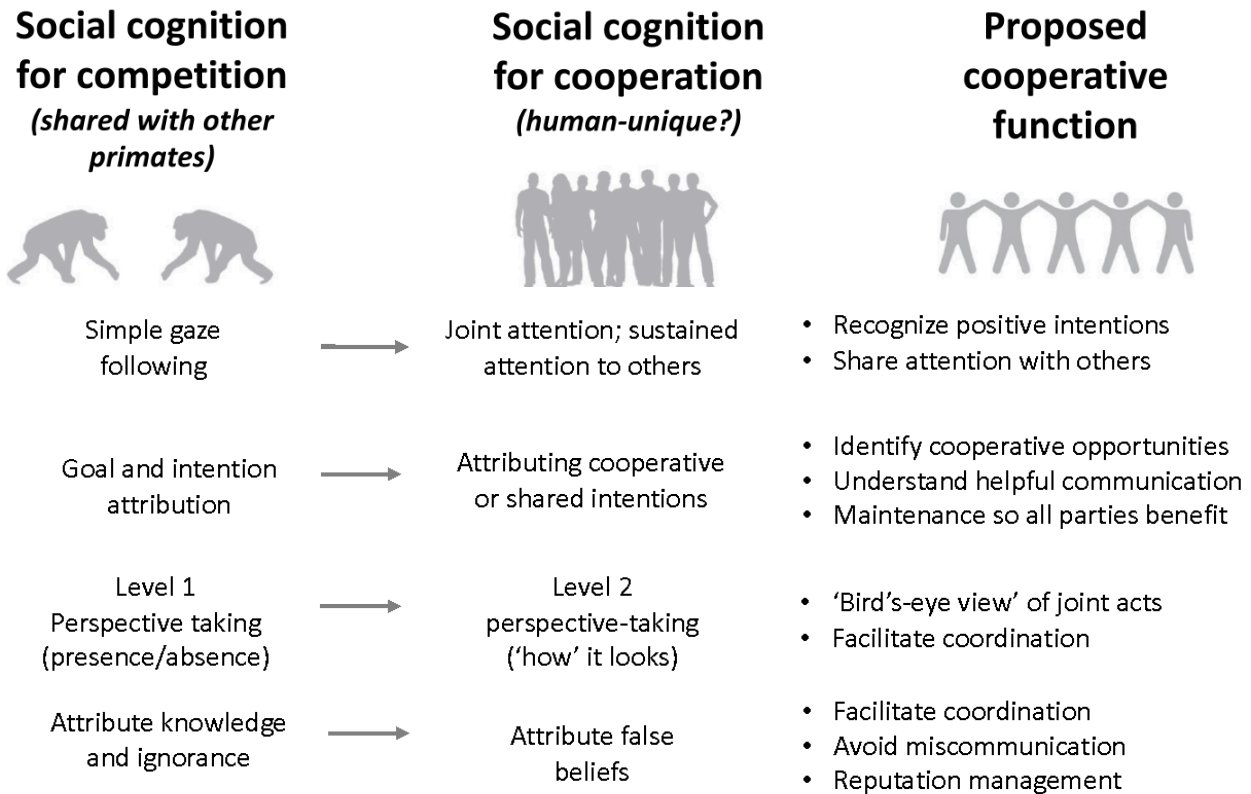 Social cognition
for competition
(shared with other
primates)
Social cognition
for cooperation
(human-unique?)
Proposed
cooperative
function
Simple gaze
following
Joint attention; sustained
attention to others
• Recognize positive intentions
• Share attention with others
Goal and intention
attribution
Attributing cooperative
or shared intentions
• Identify cooperative opportunities
• Understand helpful communication
• Maintenance so all parties benefit
Level 1
Perspective taking
(presence/absence)
Level 2
perspective-taking
(‘how’ it looks)
• ‘Bird’s-eye view’ of joint acts
• Facilitate coordination
Attribute knowledge
and ignorance
Attribute false
beliefs
• Facilitate coordination
• Avoid miscommunication
• Reputation management